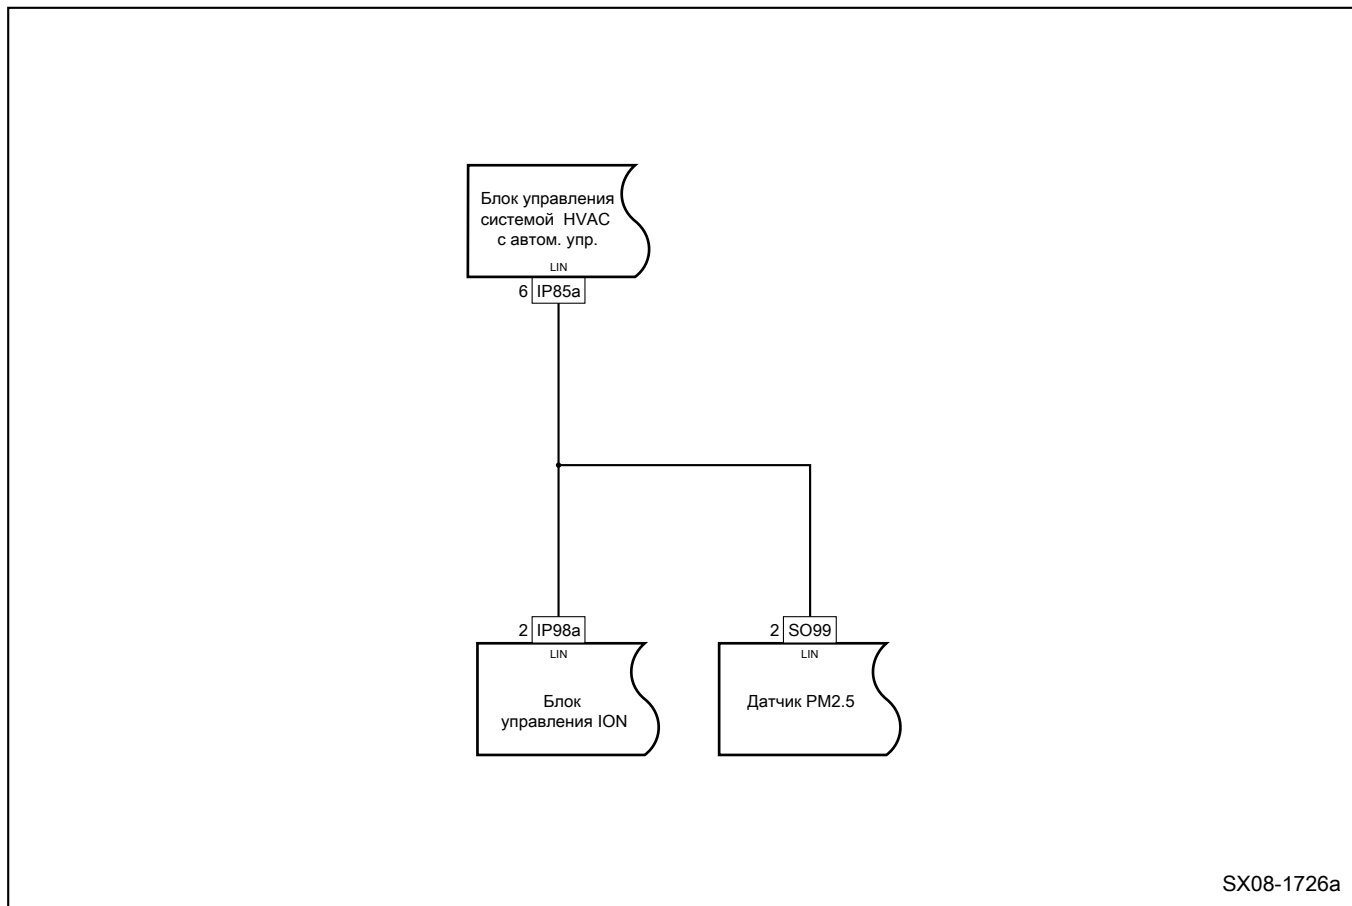 Блок управления
системой HVAC
с автом. упр.
LIN
6 IP85a
2 IP98a
LIN
Блок
управления ION
2 SO99
LIN
Датчик PM2.5
SX08-1726a